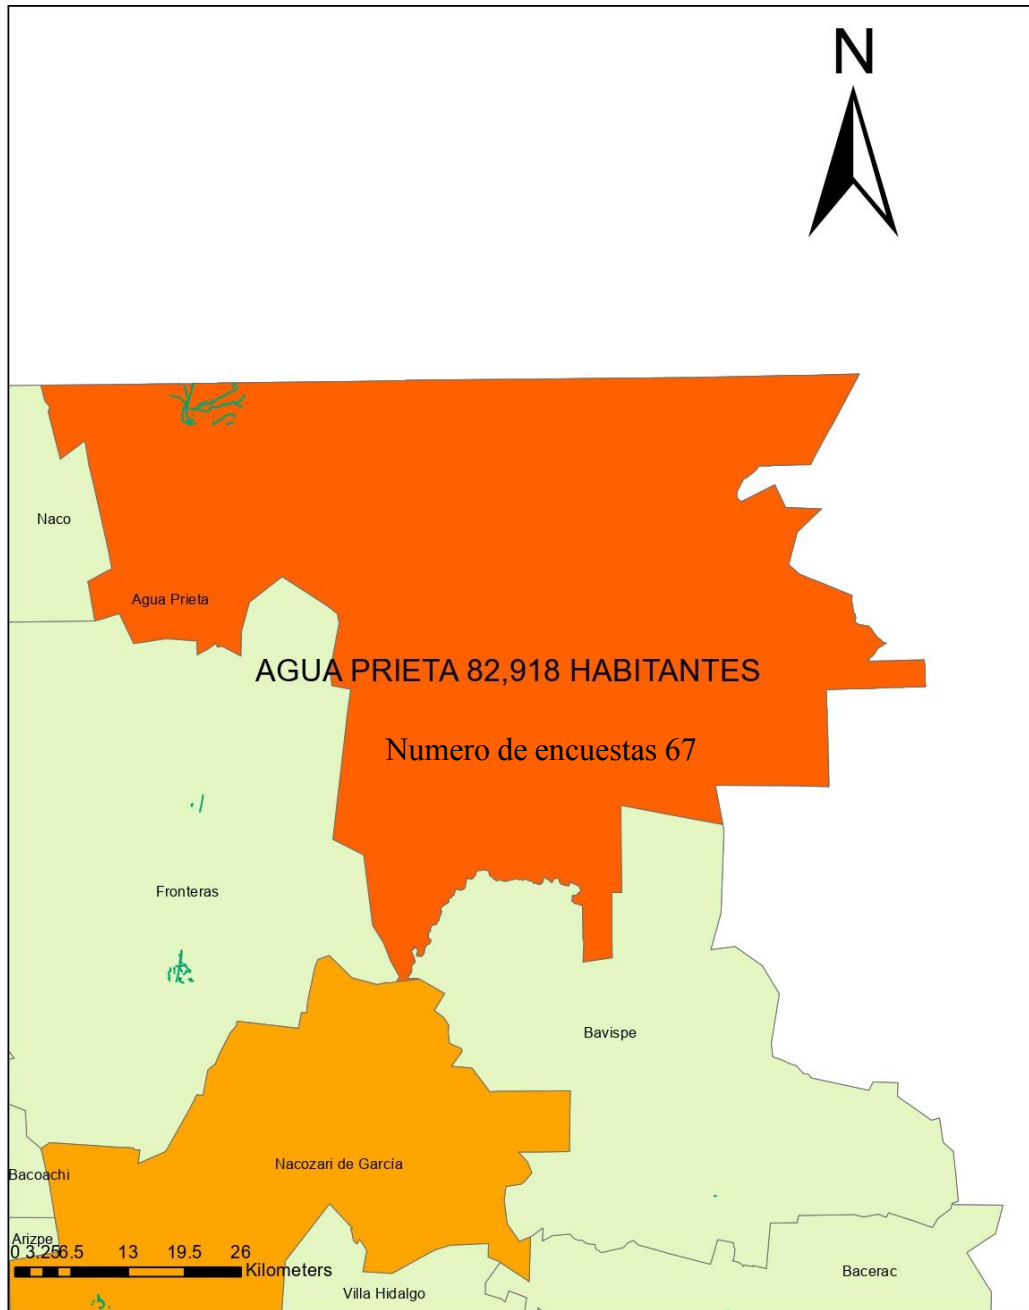 N
Naco
Agua Prieta
AGUA PRIETA 82,918 HABITANTES
Numero de encuestas 67
Fronteras
Bavispe
Nacozari de García
Bacoachi
Arizpe
0 3.25 6.5 13 19.5 26
Kilometers
Bacerac
Villa Hidalgo